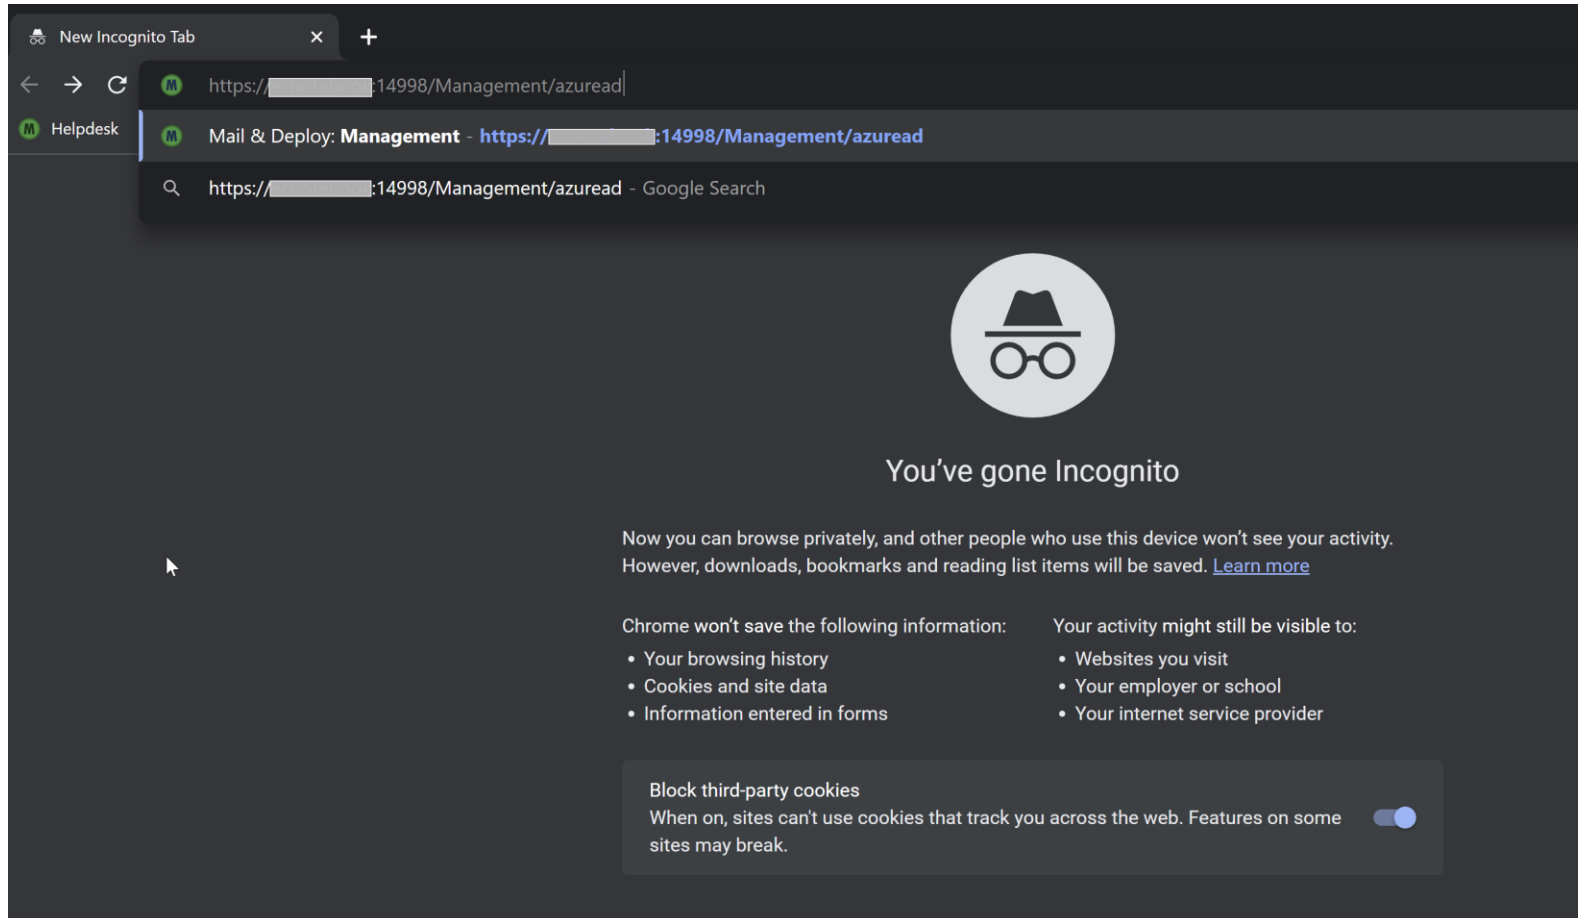 New Incognito Tab
https://:14998/Management/azuread
M Helpdesk
Mail & Deploy: Management - https://:14998/Management/azuread
https://:14998/Management/azuread - Google Search
You’ve gone Incognito
Now you can browse privately, and other people who use this device won’t see your activity.
However, downloads, bookmarks and reading list items will be saved. Learn more
Chrome won’t save the following information:
• Your browsing history
• Cookies and site data
• Information entered in forms
Your activity might still be visible to:
• Websites you visit
• Your employer or school
• Your internet service provider
Block third-party cookies
When on, sites can't use cookies that track you across the web. Features on some
sites may break.